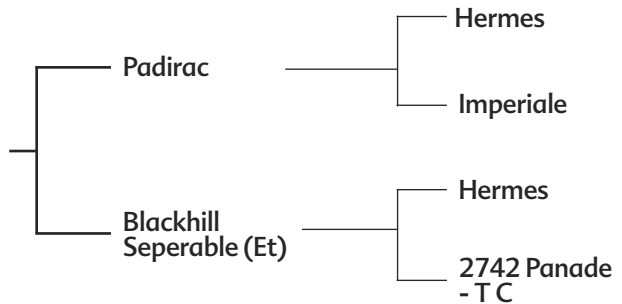 Hermes
Padirac
Imperiale
Hermes
Blackhill
Seperable (Et)
2742 Panade
- T C